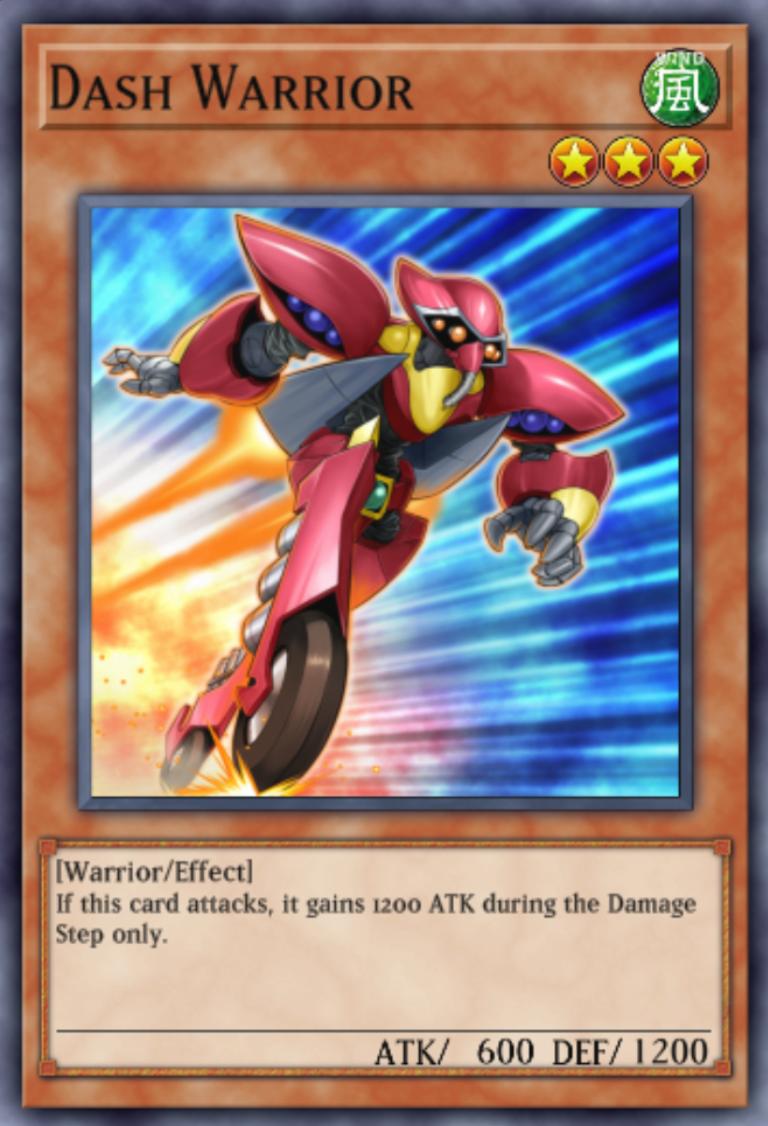 DASH WARRIOR
WIND
風
[Warrior/Effect]
If this card attacks, it gains 1200 ATK during the Damage
Step only.
ATK/ 600 DEF/ 1200